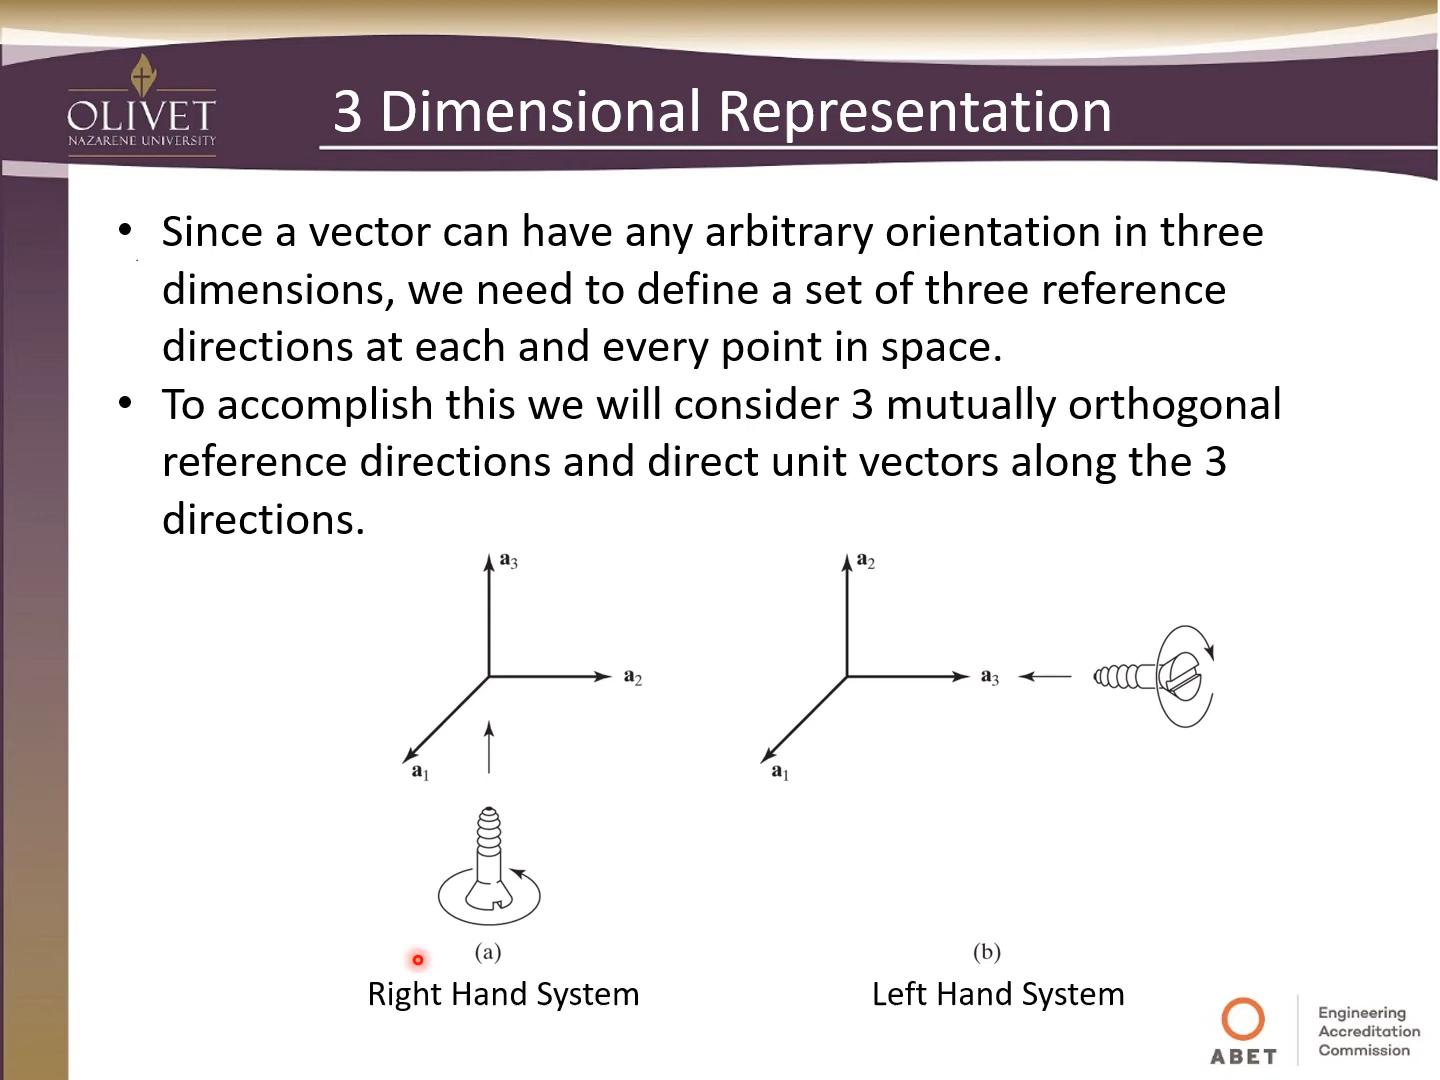 OLIVET
NAZARENE UNIVERSITY
3 Dimensional Representation
• Since a vector can have any arbitrary orientation in three
dimensions, we need to define a set of three reference
directions at each and every point in space.
• To accomplish this we will consider 3 mutually orthogonal
reference directions and direct unit vectors along the 3
directions.
a3
a2
a1
(a)
Right Hand System
a2
a3
a1
(b)
Left Hand System
ABET
Engineering
Accreditation
Commission